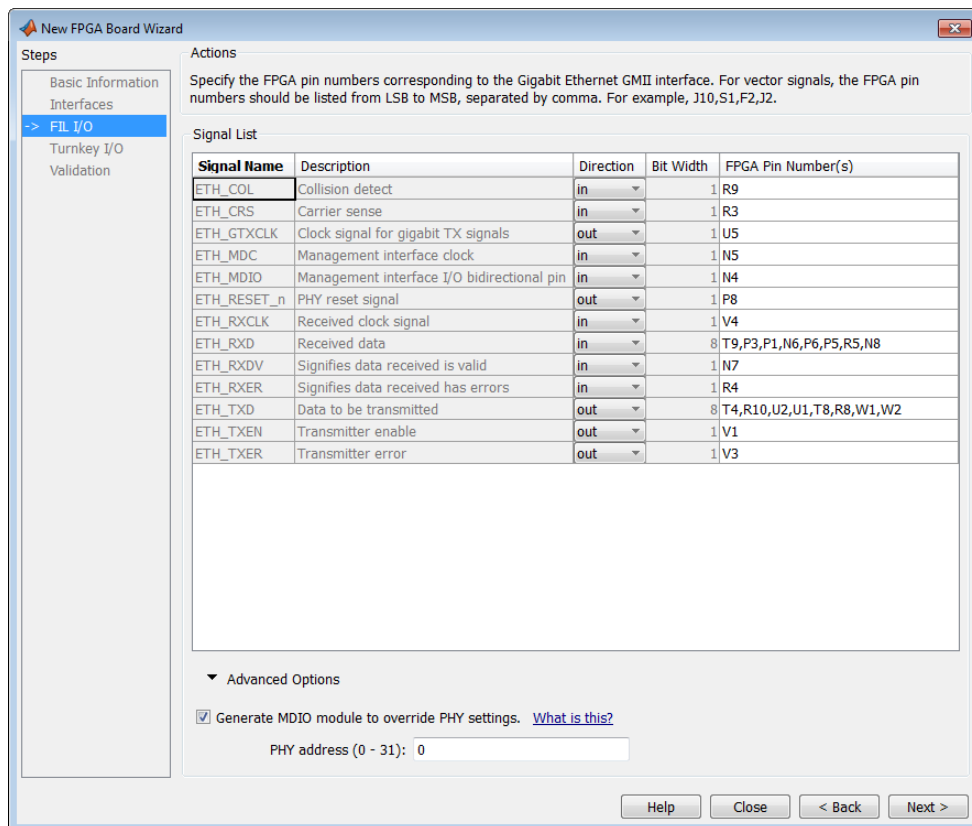 New FPGA Board Wizard
Steps
Basic Information
Interfaces
-> FIL I/O
Turnkey I/O
Validation
Actions
Specify the FPGA pin numbers corresponding to the Gigabit Ethernet GMII interface. For vector signals, the FPGA pin
numbers should be listed from LSB to MSB, separated by comma. For example, J10,S1,F2,J2.
Signal List
Signal Name Description Direction Bit Width FPGA Pin Number(s)
ETH_COL Collision detect in 1 R9
ETH_CRS Carrier sense in 1 R3
ETH_GTXCLK Clock signal for gigabit TX signals out 1 U5
ETH_MDC Management interface clock in 1 N5
ETH_MDIO Management interface I/O bidirectional pin in 1 N4
ETH_RESET_n PHY reset signal out 1 P8
ETH_RXCLK Received clock signal in 1 V4
ETH_RXD Received data in 8 T9,P3,P1,N6,P6,P5,R5,N8
ETH_RXDV Signifies data received is valid in 1 N7
ETH_RXER Signifies data received has errors in 1 R4
ETH_TXD Data to be transmitted out 8 T4,R10,U2,U1,T8,R8,W1,W2
ETH_TXEN Transmitter enable out 1 V1
ETH_TXER Transmitter error out 1 V3
Advanced Options
Generate MDIO module to override PHY settings. What is this?
PHY address (0 - 31): 0
Help Close < Back Next >